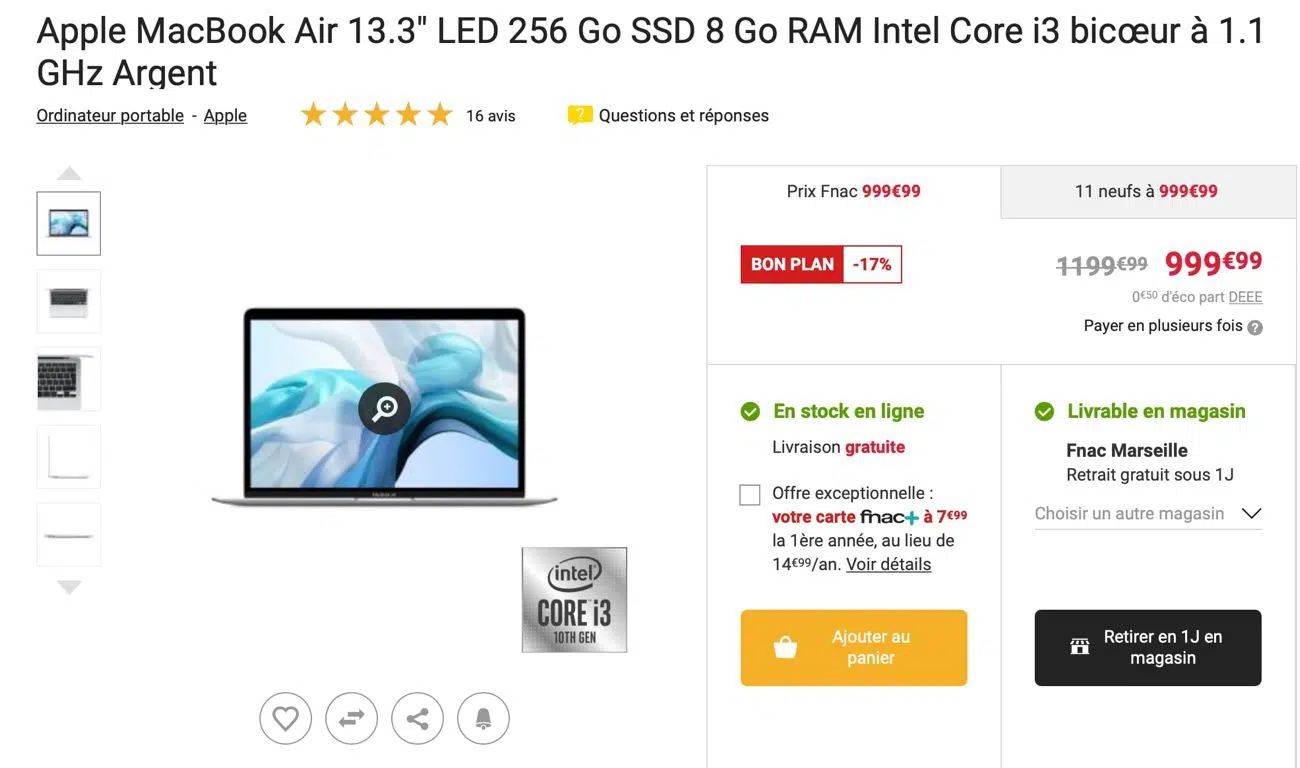 Apple MacBook Air 13.3" LED 256 Go SSD 8 Go RAM Intel Core i3 bicœur à 1.1
GHz Argent
Ordinateur portable - Apple
16 avis
? Questions et réponses
Prix Fnac 999€99
11 neufs à 999€99
BON PLAN -17%
1199€99 999€99
0€50 d'éco part DEEE
Payer en plusieurs fois ?
En stock en ligne
Livraison gratuite
Offre exceptionnelle :
votre carte fnac+ à 7€99
la 1ère année, au lieu de
14€99/an. Voir détails
Ajouter au
panier
Livrable en magasin
Fnac Marseille
Retrait gratuit sous 1J
Choisir un autre magasin
Retirer en 1J en
magasin
intel
CORE i3
10TH GEN